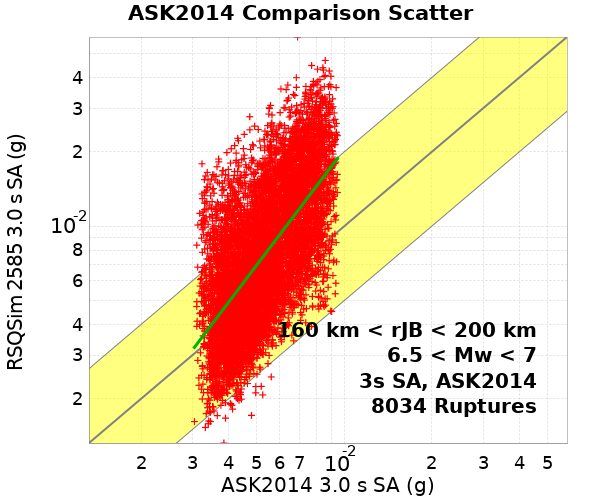 ASK2014 Comparison Scatter
RSQSim 2585 3.0 s SA (g)
4
3
2
10-2
8
6
4
3
2
160 km < rJB < 200 km
6.5 < Mw < 7
3s SA, ASK2014
8034 Ruptures
2 3 4 5 6 7 10-2 2 3 4 5
ASK2014 3.0 s SA (g)